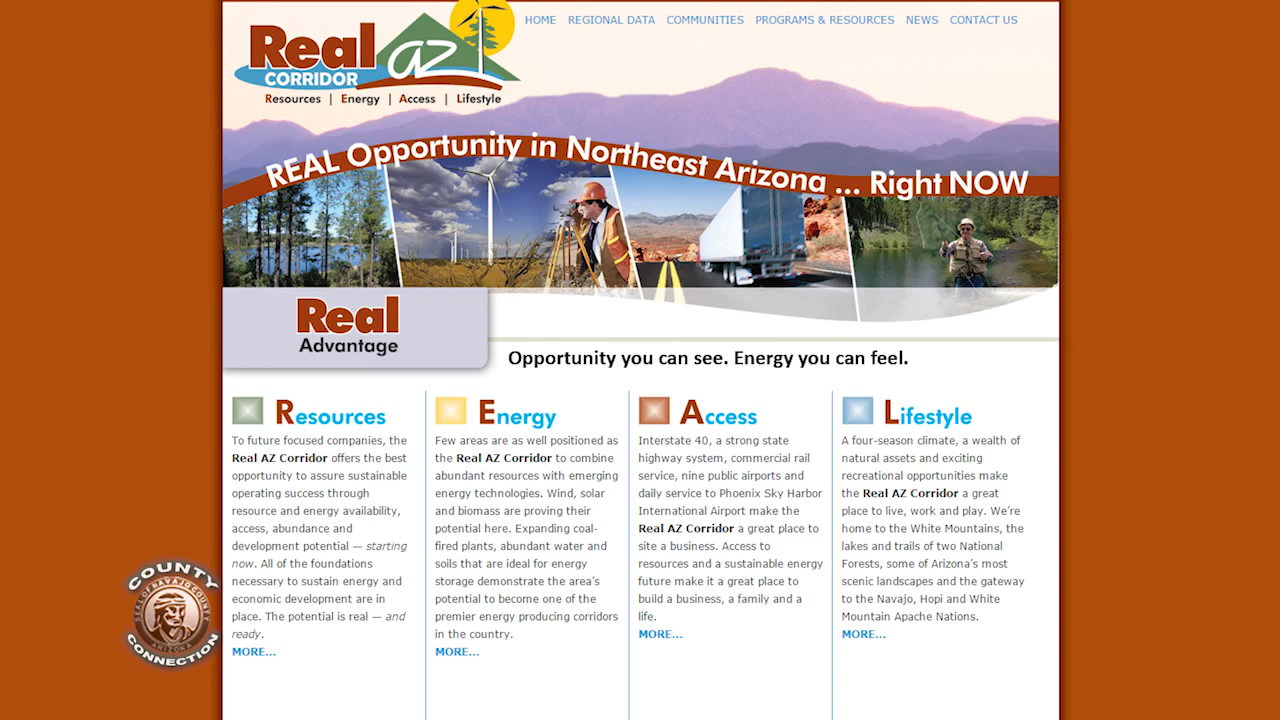 HOME REGIONAL DATA COMMUNITIES PROGRAMS & RESOURCES NEWS CONTACT US
Real AZ
CORRIDOR
Resources | Energy | Access | Lifestyle
REAL Opportunity in Northeast Arizona ... Right NOW
Real
Advantage
Opportunity you can see. Energy you can feel.
Resources
To future focused companies, the
Real AZ Corridor offers the best
opportunity to assure sustainable
operating success through
resource and energy availability,
access, abundance and
development potential — starting
now. All of the foundations
necessary to sustain energy and
economic development are in
place. The potential is real — and
ready.
MORE...
Energy
Few areas are as well positioned as
the Real AZ Corridor to combine
abundant resources with emerging
energy technologies. Wind, solar
and biomass are proving their
potential here. Expanding coal-
fired plants, abundant water and
soils that are ideal for energy
storage demonstrate the area's
potential to become one of the
premier energy producing corridors
in the country.
MORE...
Access
Interstate 40, a strong state
highway system, commercial rail
service, nine public airports and
daily service to Phoenix Sky Harbor
International Airport make the
Real AZ Corridor a great place to
site a business. Access to
resources and a sustainable energy
future make it a great place to
build a business, a family and a
life.
MORE...
Lifestyle
A four-season climate, a wealth of
natural assets and exciting
recreational opportunities make
the Real AZ Corridor a great
place to live, work and play. We're
home to the White Mountains, the
lakes and trails of two National
Forests, some of Arizona's most
scenic landscapes and the gateway
to the Navajo, Hopi and White
Mountain Apache Nations.
MORE...
COUNTY
SEAL OF NAVAJO COUNTY
ARIZONA
CONNECTION